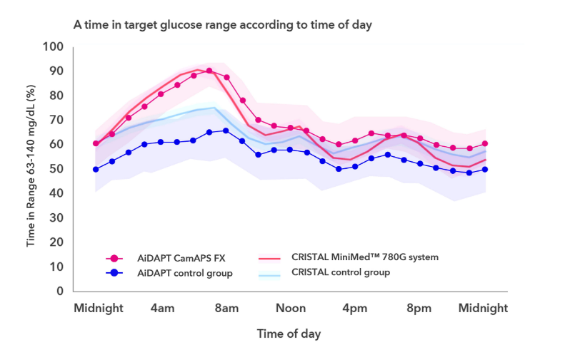 A time in target glucose range according to time of day
100
90
80
70
60
50
40
30
20
10
0
Time in Range 63-140 mg/dL (%)
AiDAPT CamAPS FX
CRISTAL MiniMed™ 780G system
AiDAPT control group
CRISTAL control group
Midnight 4am 8am Noon 4pm 8pm Midnight
Time of day